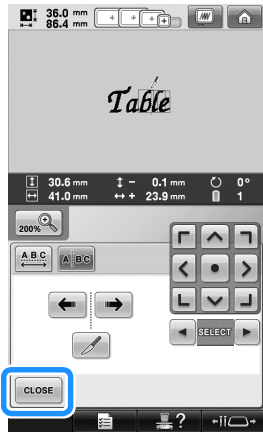 36.0 mm
86.4 mm
Table
30.6 mm − 0.1 mm 0°
41.0 mm + 23.9 mm 1
200%
ABC A BC
SELECT
CLOSE
?